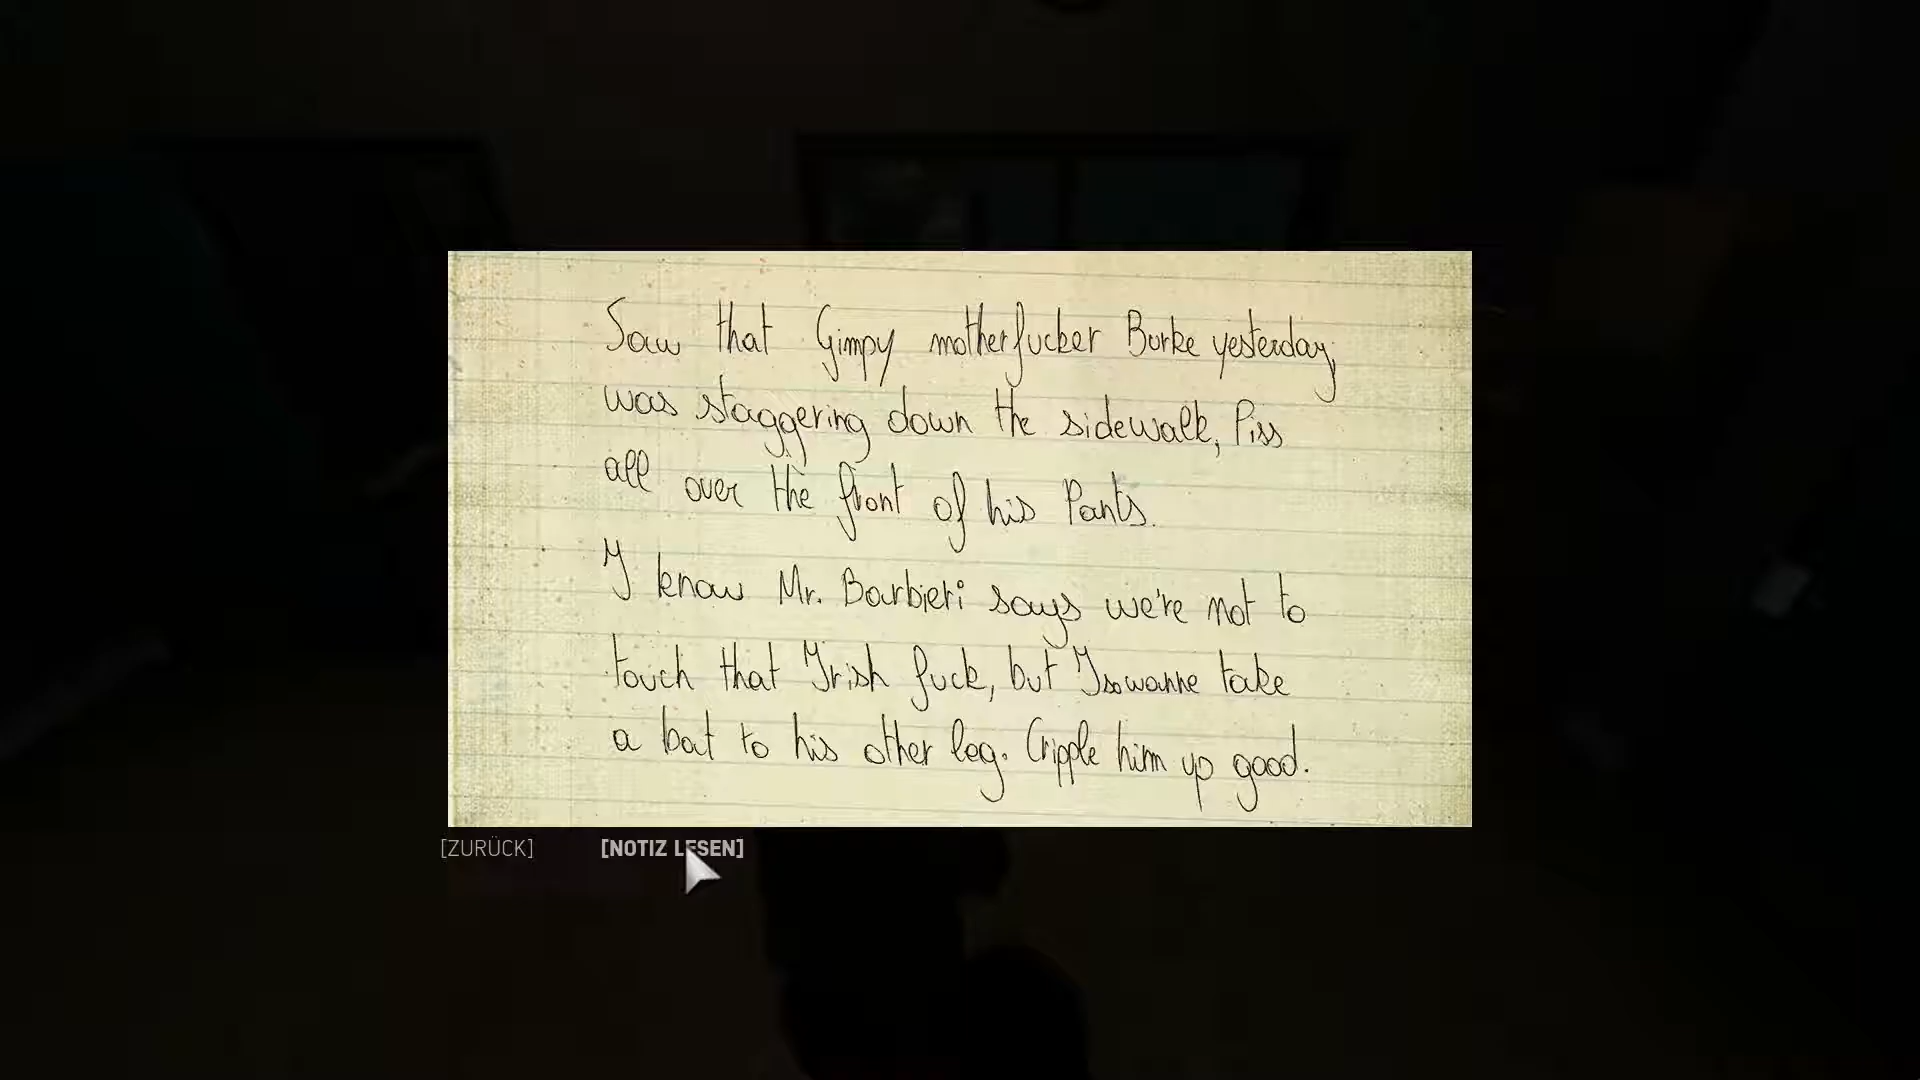 Saw that Gimpy motherfucker Burke yesterday,
was staggering down the sidewalk, Piss
all over the front of his Pants.
I know Mr. Barbieri says we're not to
touch that Irish fuck, but I so wanne take
a bat to his other leg. Cripple him up good.
[ZURÜCK] [NOTIZ LESEN]